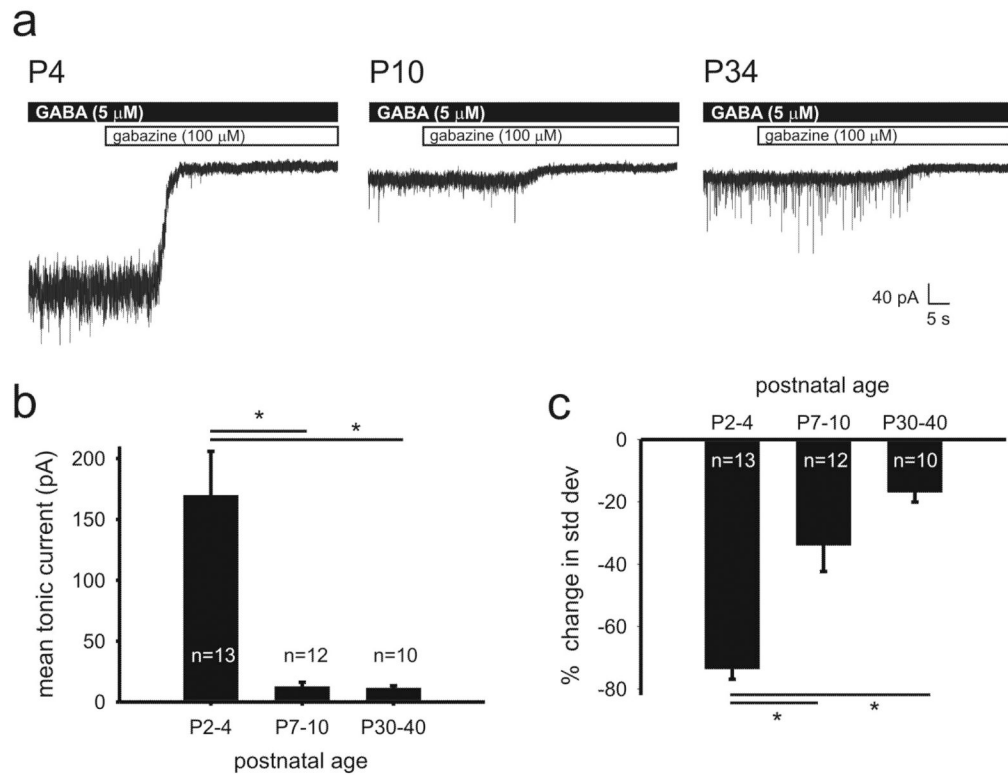 a
P4 P10 P34
GABA (5 μM) GABA (5 μM) GABA (5 μM)
gabazine (100 μM) gabazine (100 μM) gabazine (100 μM)
40 pA
5 s
b
mean tonic current (pA)
200
150
100
50
0
* *
n=13 n=12 n=10
P2-4 P7-10 P30-40
postnatal age
c
postnatal age
P2-4 P7-10 P30-40
% change in std dev
0
-20
-40
-60
-80
n=13 n=12 n=10
* *